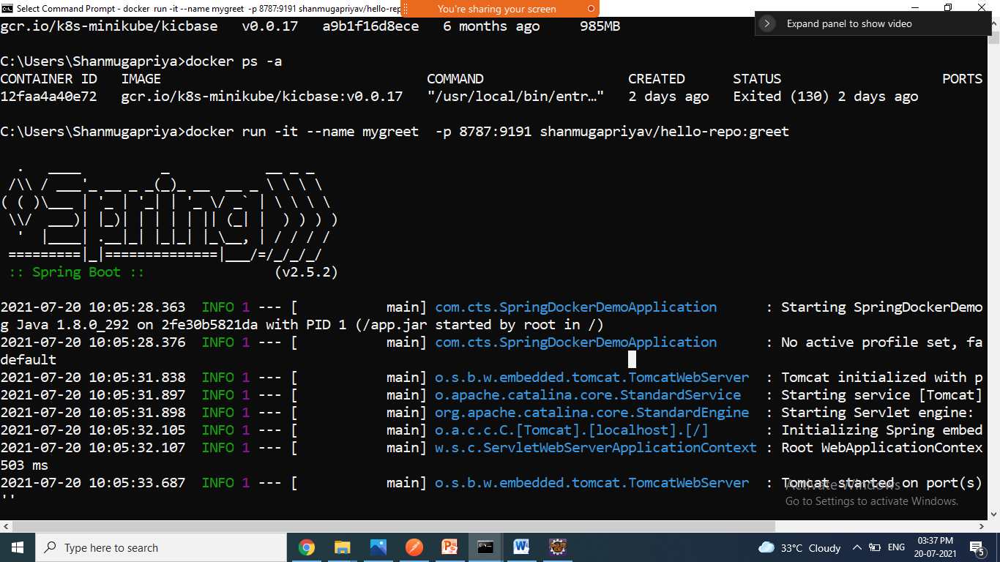 Select Command Prompt - docker run -it --name mygreet -p 8787:9191 shanmugapriyav/hello-repo
You're sharing your screen
Expand panel to show video
gcr.io/k8s-minikube/kicbase   v0.0.17   a9b1f16d8ece   6 months ago     985MB
C:\Users\Shanmugapriya>docker ps -a
CONTAINER ID   IMAGE                                 COMMAND                  CREATED      STATUS                    PORTS
12faa4a40e72   gcr.io/k8s-minikube/kicbase:v0.0.17   "/usr/local/bin/entr…"   2 days ago   Exited (130) 2 days ago
C:\Users\Shanmugapriya>docker run -it --name mygreet  -p 8787:9191 shanmugapriyav/hello-repo:greet
  .   ____          _            __ _ _
 /\\ / ___'_ __ _ _(_)_ __  __ _ \ \ \ \
( ( )\___ | '_ | '_| | '_ \/ _` | \ \ \ \
 \\/  ___)| |_)| | | | | || (_| |  ) ) ) )
  '  |____| .__|_| |_|_| |_\__, | / / / /
 =========|_|==============|___/=/_/_/_/
 :: Spring Boot ::                (v2.5.2)
2021-07-20 10:05:28.363  INFO 1 --- [           main] com.cts.SpringDockerDemoApplication      : Starting SpringDockerDemo
g Java 1.8.0_292 on 2fe30b5821da with PID 1 (/app.jar started by root in /)
2021-07-20 10:05:28.376  INFO 1 --- [           main] com.cts.SpringDockerDemoApplication      : No active profile set, fa
default
2021-07-20 10:05:31.838  INFO 1 --- [           main] o.s.b.w.embedded.tomcat.TomcatWebServer  : Tomcat initialized with p
2021-07-20 10:05:31.897  INFO 1 --- [           main] o.apache.catalina.core.StandardService   : Starting service [Tomcat]
2021-07-20 10:05:31.898  INFO 1 --- [           main] org.apache.catalina.core.StandardEngine  : Starting Servlet engine:
2021-07-20 10:05:32.105  INFO 1 --- [           main] o.a.c.c.C.[Tomcat].[localhost].[/]       : Initializing Spring embed
2021-07-20 10:05:32.107  INFO 1 --- [           main] w.s.c.ServletWebServerApplicationContext : Root WebApplicationContex
503 ms
2021-07-20 10:05:33.687  INFO 1 --- [           main] o.s.b.w.embedded.tomcat.TomcatWebServer  : Tomcat started on port(s)
''
Activate Windows
Go to Settings to activate Windows.
Type here to search
33°C Cloudy
ENG
03:37 PM
20-07-2021
5